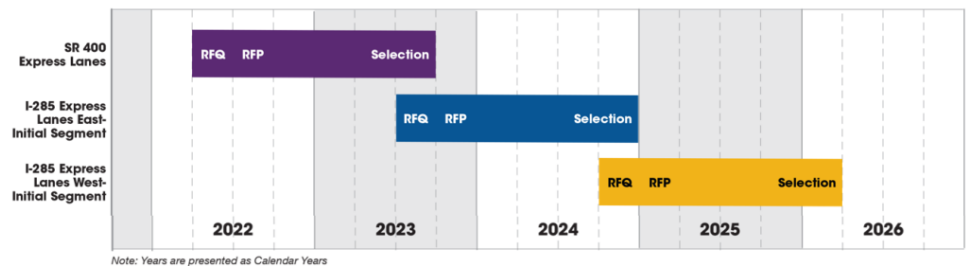 SR 400
Express Lanes
RFQ RFP Selection
I-285 Express
Lanes East-
Initial Segment
RFQ RFP Selection
I-285 Express
Lanes West-
Initial Segment
RFQ RFP Selection
2022 2023 2024 2025 2026
Note: Years are presented as Calendar Years